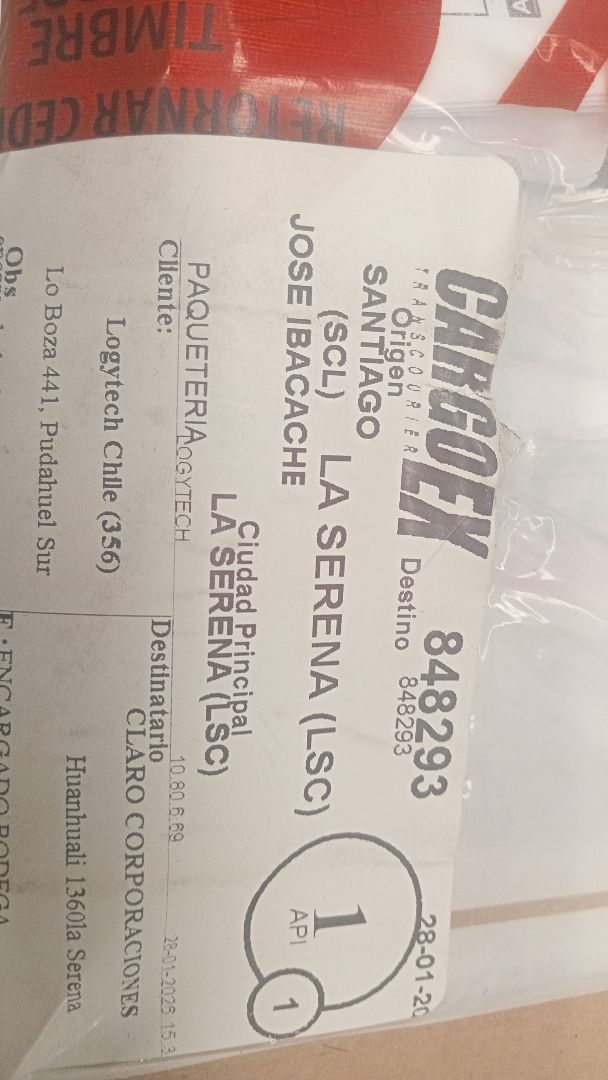 TIMBRE
RETORNAR CED
CARGOEX
TRANSCOURIER
848293
28-01-20
Origen
Destino 848293
SANTIAGO
(SCL)
LA SERENA (LSC)
JOSE IBACACHE
1
API
1
Ciudad Principal
LA SERENA (LSC)
PAQUETERIA
LOGYTECH
10.80.6.69
28-01-2026 15:3
Cliente:
Destinatario
CLARO CORPORACIONES
Logytech Chile (356)
Huanhuali 1360la Serena
Lo Boza 441, Pudahuel Sur
Obs
F : ENCARGADO BODEGA